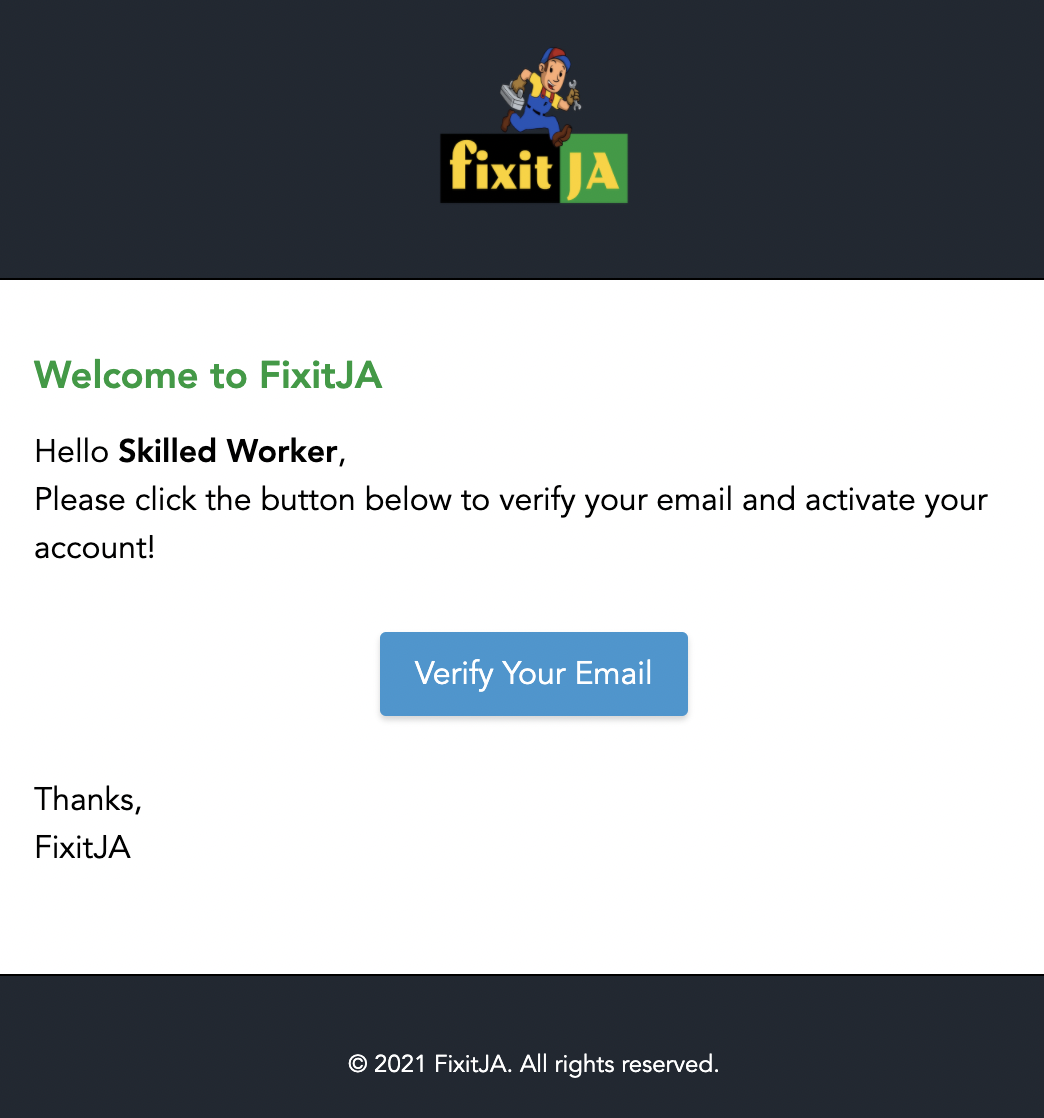 fixit JA
Welcome to FixitJA
Hello Skilled Worker,
Please click the button below to verify your email and activate your
account!
Verify Your Email
Thanks,
FixitJA
© 2021 FixitJA. All rights reserved.